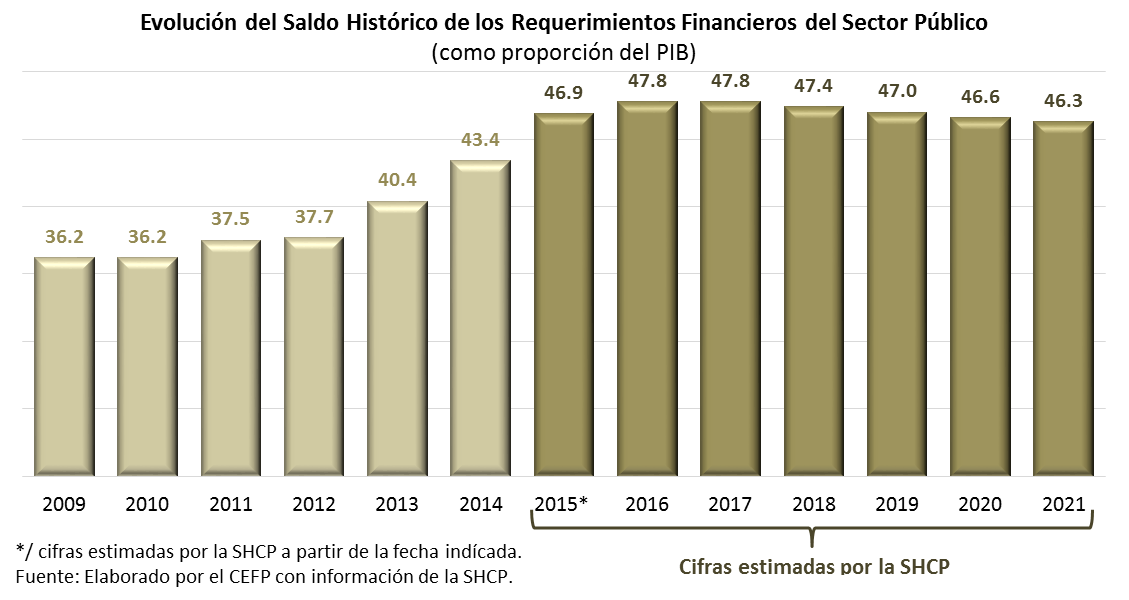 Evolución del Saldo Histórico de los Requerimientos Financieros del Sector Público
(como proporción del PIB)
36.2 36.2 37.5 37.7 40.4 43.4 46.9 47.8 47.8 47.4 47.0 46.6 46.3
2009 2010 2011 2012 2013 2014 2015* 2016 2017 2018 2019 2020 2021
*/ cifras estimadas por la SHCP a partir de la fecha indícada.
Fuente: Elaborado por el CEFP con información de la SHCP.
Cifras estimadas por la SHCP